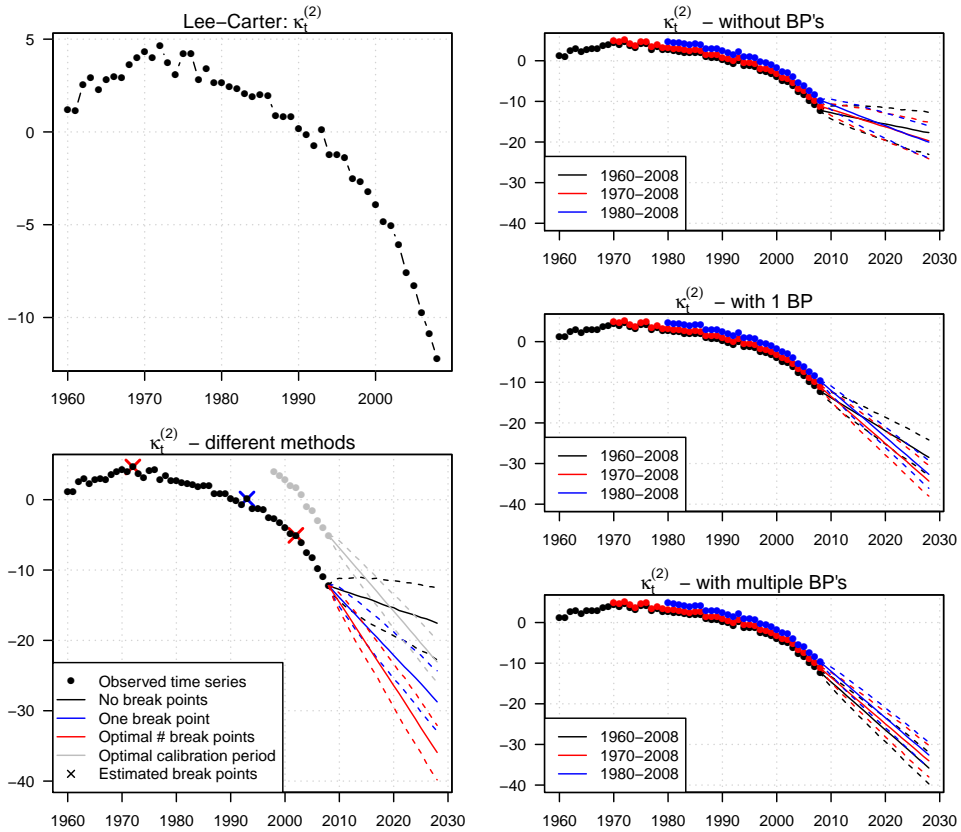 Lee−Carter: κt(2)
5
0
−5
−10
1960 1970 1980 1990 2000
κt(2) − different methods
0
−10
−20
−30
−40
Observed time series
No break points
One break point
Optimal # break points
Optimal calibration period
Estimated break points
1960 1970 1980 1990 2000 2010 2020 2030
κt(2) − without BP's
0
−10
−20
−30
−40
1960−2008
1970−2008
1980−2008
1960 1970 1980 1990 2000 2010 2020 2030
κt(2) − with 1 BP
0
−10
−20
−30
−40
1960−2008
1970−2008
1980−2008
1960 1970 1980 1990 2000 2010 2020 2030
κt(2) − with multiple BP's
0
−10
−20
−30
−40
1960−2008
1970−2008
1980−2008
1960 1970 1980 1990 2000 2010 2020 2030